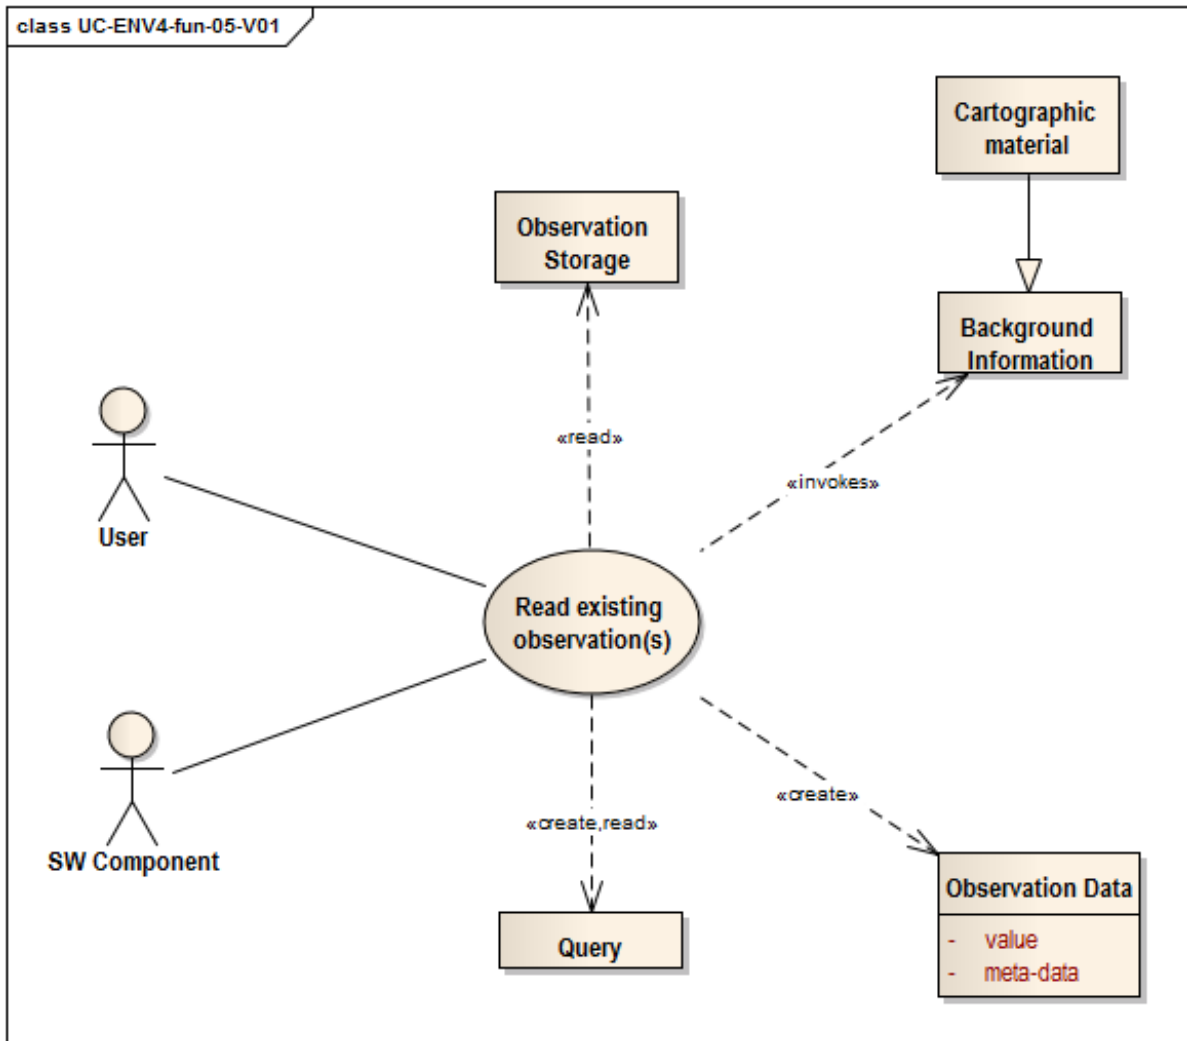 class UC-ENV4-fun-05-V01
Cartographic
material
Observation
Storage
Background
Information
«read»
«invokes»
User
Read existing
observation(s)
SW Component
«create»
«create,read»
Observation Data
- value
- meta-data
Query